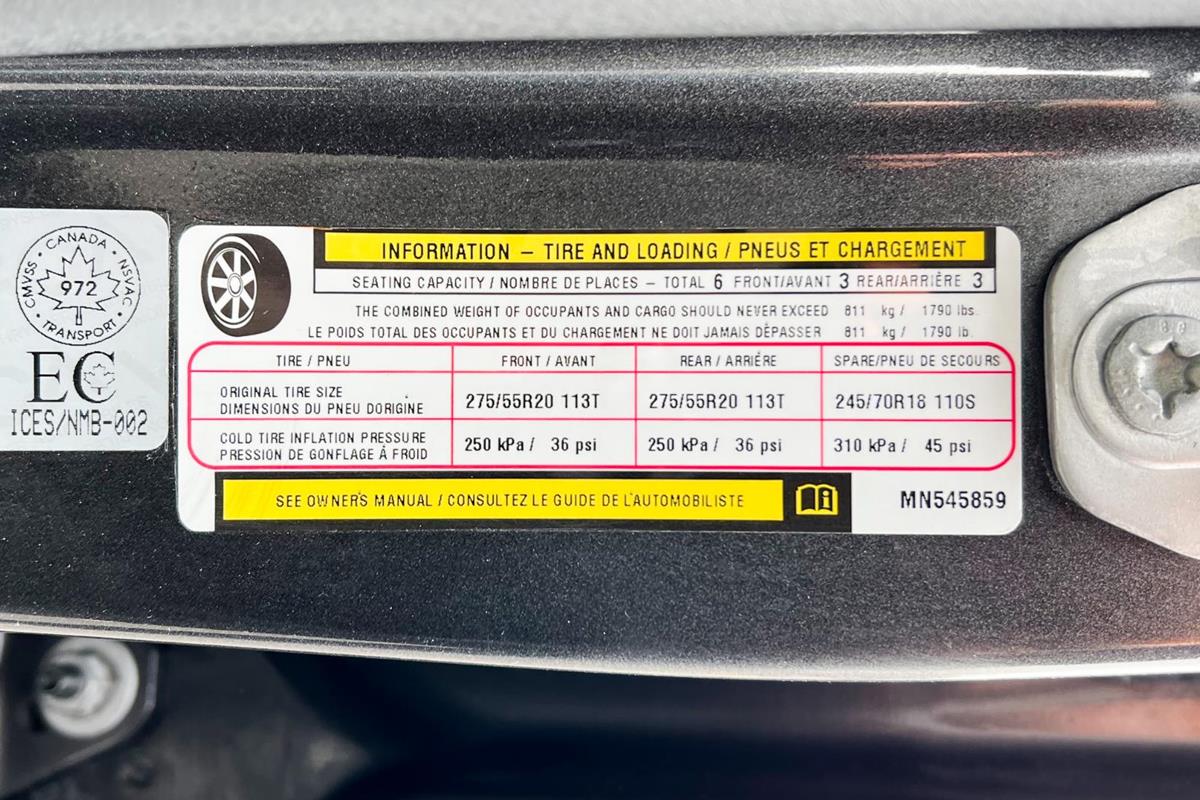 CANADA
CMVSS · NSVAC
972
TRANSPORT
EC
ICES/NMB-002
INFORMATION – TIRE AND LOADING / PNEUS ET CHARGEMENT
SEATING CAPACITY / NOMBRE DE PLACES – TOTAL 6 FRONT/AVANT 3 REAR/ARRIÈRE 3
THE COMBINED WEIGHT OF OCCUPANTS AND CARGO SHOULD NEVER EXCEED 811 kg / 1790 lbs.
LE POIDS TOTAL DES OCCUPANTS ET DU CHARGEMENT NE DOIT JAMAIS DÉPASSER 811 kg / 1790 lb.
TIRE / PNEU FRONT / AVANT REAR / ARRIÉRE SPARE/PNEU DE SECOURS
ORIGINAL TIRE SIZE
DIMENSIONS DU PNEU DORIGINE 275/55R20 113T 275/55R20 113T 245/70R18 110S
COLD TIRE INFLATION PRESSURE
PRESSION DE GONFLAGE À FROID 250 kPa / 36 psi 250 kPa / 36 psi 310 kPa / 45 psi
SEE OWNER'S MANUAL / CONSULTEZ LE GUIDE DE L'AUTOMOBILISTE
MN545859